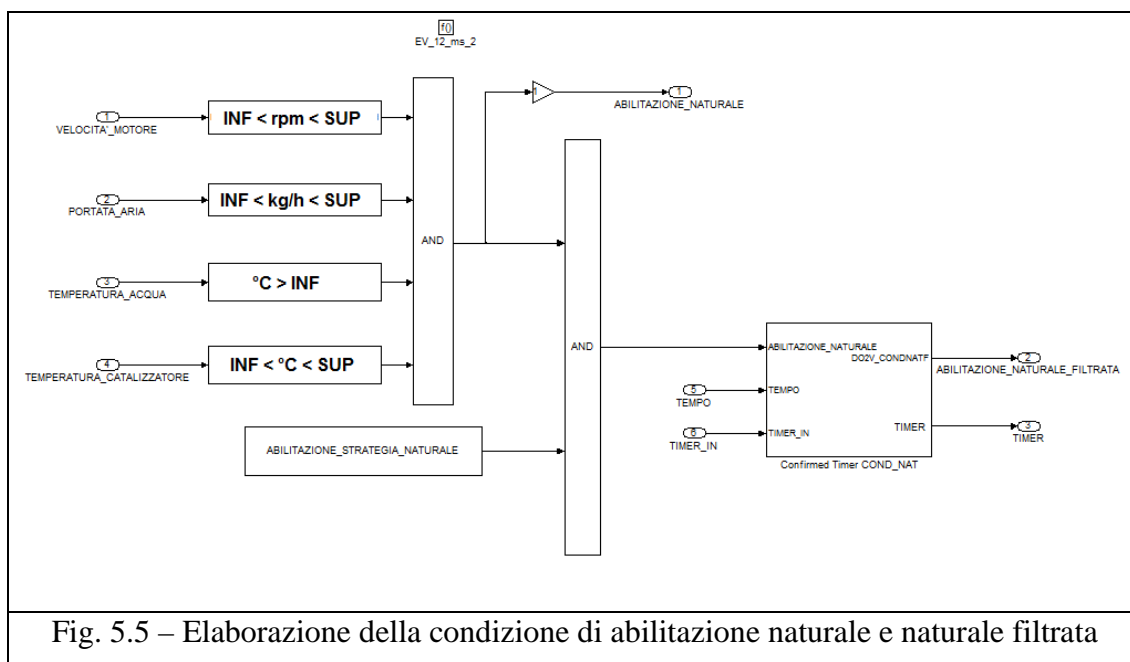 f()
EV_12_ms_2
1
VELOCITA'_MOTORE
INF < rpm < SUP
1
1
ABILITAZIONE_NATURALE
2
PORTATA_ARIA
INF < kg/h < SUP
AND
3
TEMPERATURA_ACQUA
°C > INF
4
TEMPERATURA_CATALIZZATORE
INF < °C < SUP
AND
ABILITAZIONE_STRATEGIA_NATURALE
5
TEMPO
6
TIMER_IN
ABILITAZIONE_NATURALE
DO2V_CONDNATF
TEMPO
TIMER_IN
TIMER
Confirmed Timer COND_NAT
2
ABILITAZIONE_NATURALE_FILTRATA
3
TIMER
Fig. 5.5 – Elaborazione della condizione di abilitazione naturale e naturale filtrata